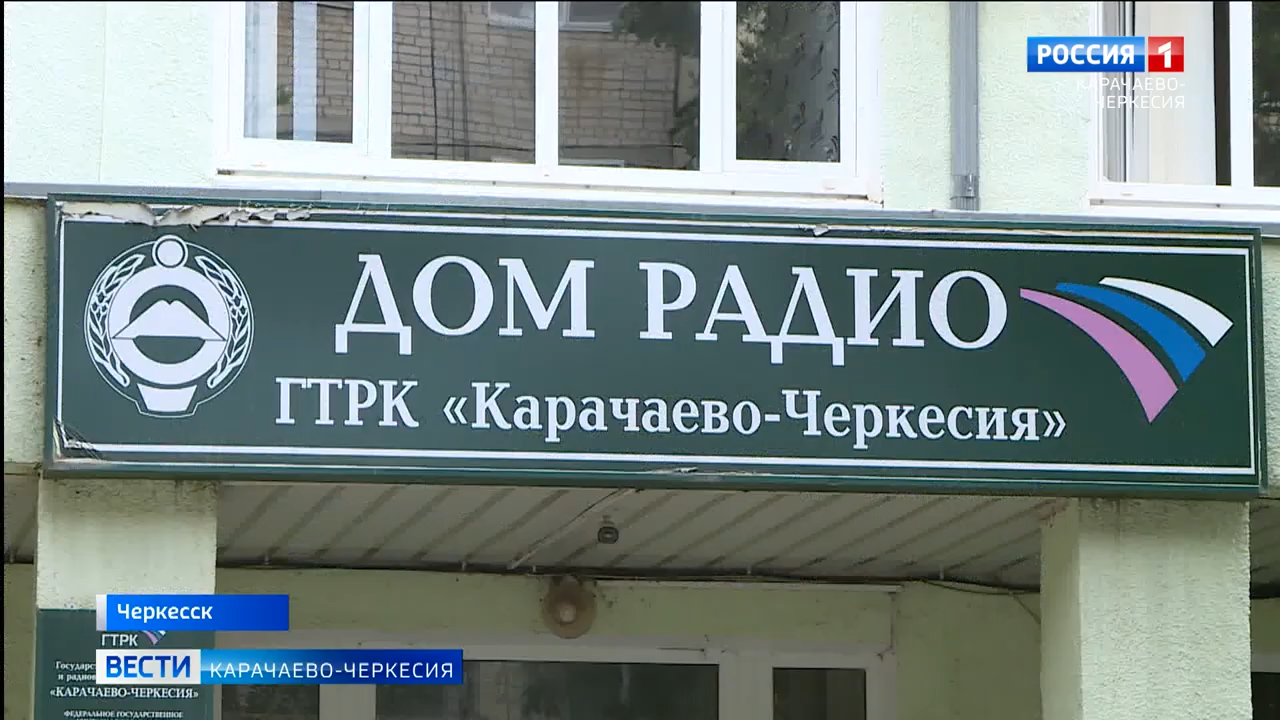 РОССИЯ 1
КАРАЧАЕВО-
ЧЕРКЕСИЯ
ДОМ РАДИО
ГТРК «Карачаево-Черкесия»
Черкесск
ГТРК
ВЕСТИ КАРАЧАЕВО-ЧЕРКЕСИЯ
«КАРАЧАЕВО-ЧЕРКЕСИЯ»
ФЕДЕРАЛЬНОЕ ГОСУДАРСТВЕННОЕ